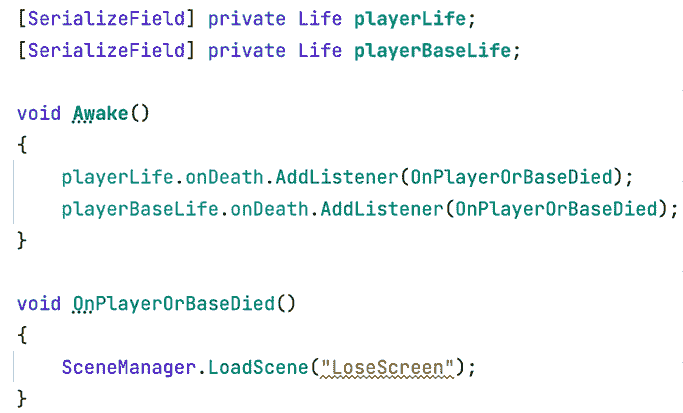 [SerializeField] private Life playerLife;
[SerializeField] private Life playerBaseLife;
void Awake()
{
playerLife.onDeath.AddListener(OnPlayerOrBaseDied);
playerBaseLife.onDeath.AddListener(OnPlayerOrBaseDied);
}
void OnPlayerOrBaseDied()
{
SceneManager.LoadScene("LoseScreen");
}